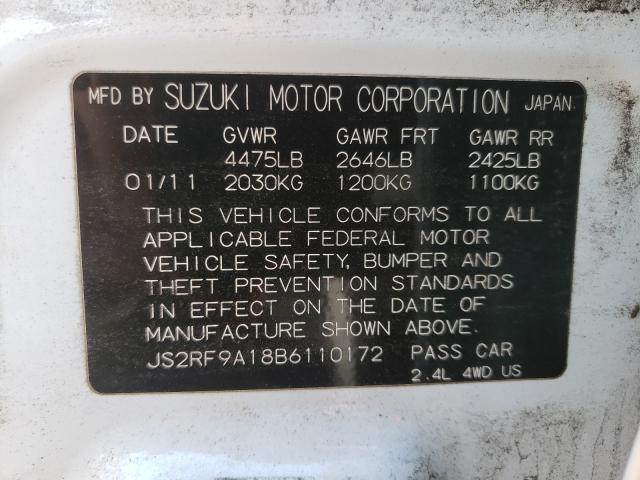 MFD BY SUZUKI MOTOR CORPORATION JAPAN
DATE GVWR GAWR FRT GAWR RR
4475LB 2646LB 2425LB
01/11 2030KG 1200KG 1100KG
THIS VEHICLE CONFORMS TO ALL
APPLICABLE FEDERAL MOTOR
VEHICLE SAFETY, BUMPER AND
THEFT PREVENTION STANDARDS
IN EFFECT ON THE DATE OF
MANUFACTURE SHOWN ABOVE.
JS2RF9A18B6110172 PASS CAR
2.4L 4WD US